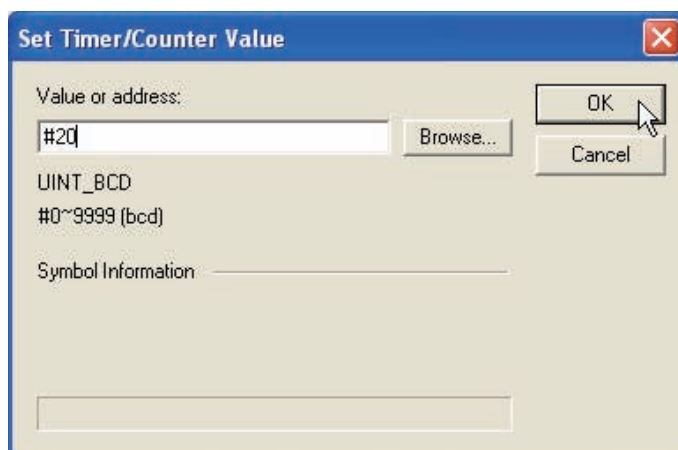 Set Timer/Counter Value
Value or address:
#20
Browse...
OK
Cancel
UINT_BCD
#0~9999 (bcd)
Symbol Information